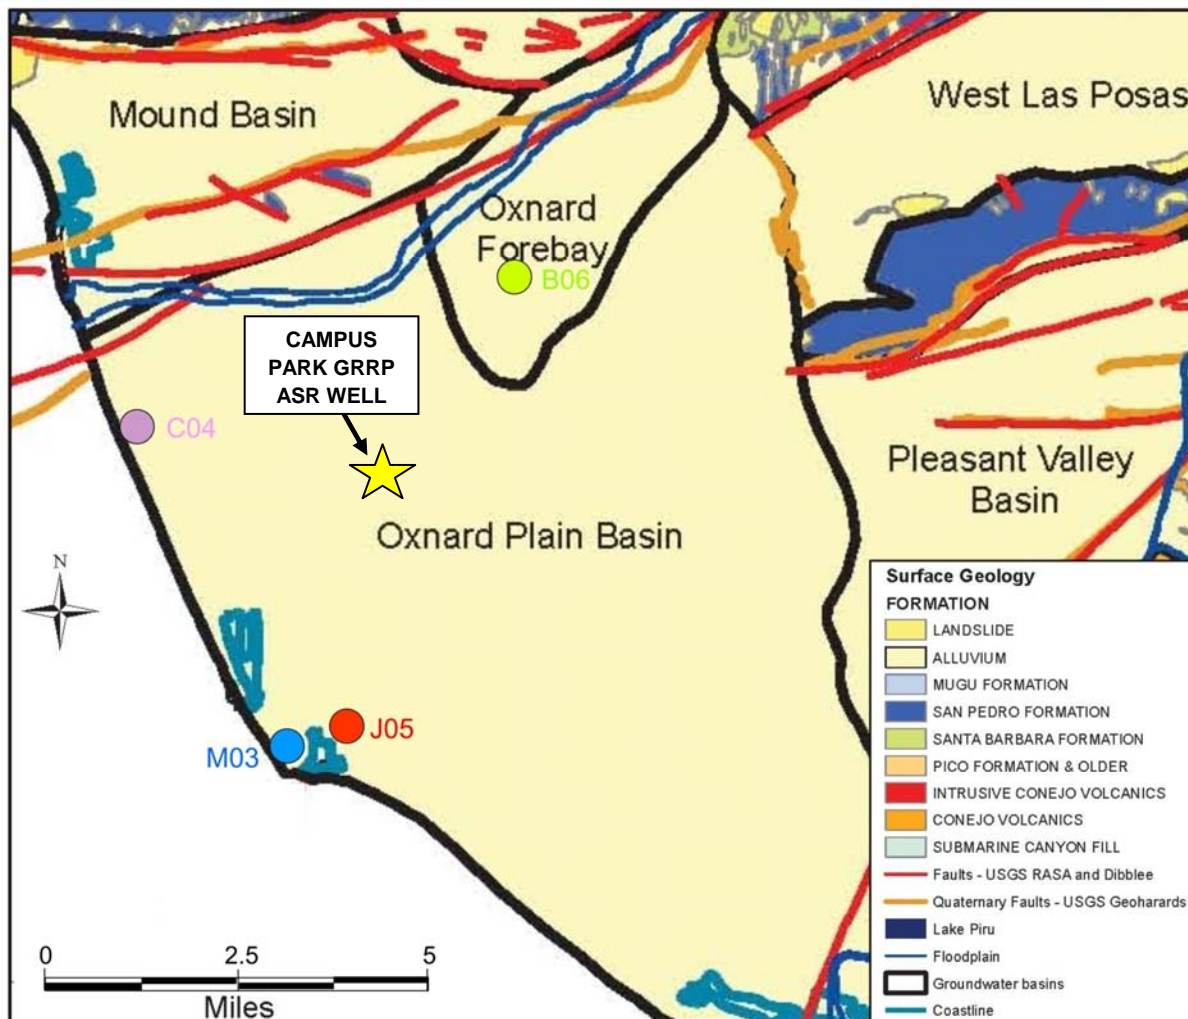 Mound Basin
West Las Posas
Oxnard
Forebay
B06
CAMPUS
PARK GRRP
ASR WELL
C04
Pleasant Valley
Basin
Oxnard Plain Basin
N
J05
M03
0 2.5 5
Miles
Surface Geology
FORMATION
LANDSLIDE
ALLUVIUM
MUGU FORMATION
SAN PEDRO FORMATION
SANTA BARBARA FORMATION
PICO FORMATION & OLDER
INTRUSIVE CONEJO VOLCANICS
CONEJO VOLCANICS
SUBMARINE CANYON FILL
Faults - USGS RASA and Dibblee
Quaternary Faults - USGS Geoharards
Lake Piru
Floodplain
Groundwater basins
Coastline